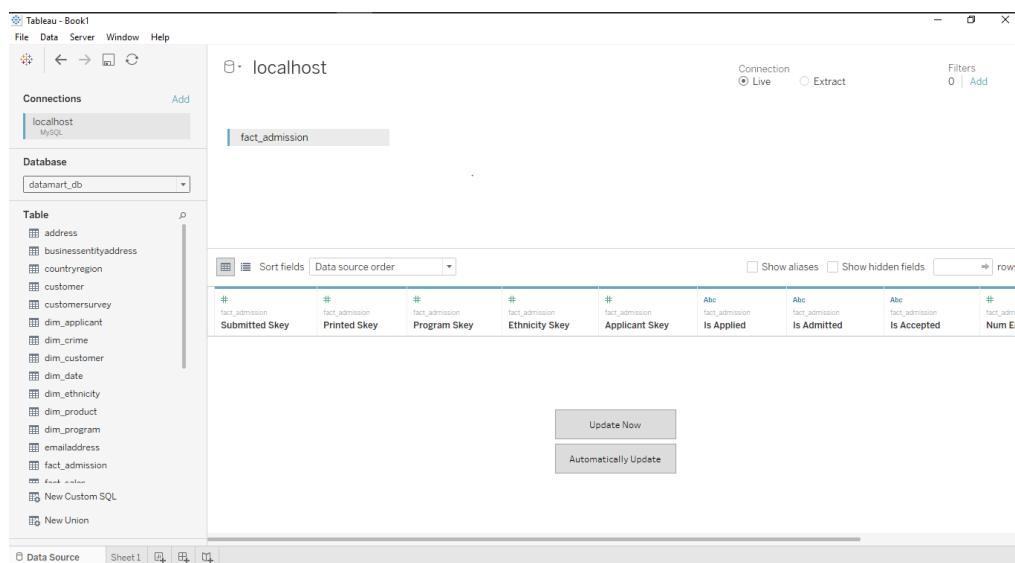 Tableau - Book1
File Data Server Window Help
localhost
Connection
Live Extract
Filters
0 Add
Connections Add
localhost
MySQL
fact_admission
Database
datamart_db
Table
address
businessentityaddress
countryregion
customer
customersurvey
dim_applicant
dim_crime
dim_customer
dim_date
dim_ethnicity
dim_product
dim_program
emailaddress
fact_admission
fact_sales
New Custom SQL
New Union
Sort fields Data source order Show aliases Show hidden fields rows
# # # # # Abc Abc Abc #
fact_admission fact_admission fact_admission fact_admission fact_admission fact_admission fact_admission fact_admission fact_adm
Submitted Skey Printed Skey Program Skey Ethnicity Skey Applicant Skey Is Applied Is Admitted Is Accepted Num E
Update Now
Automatically Update
Data Source Sheet 1